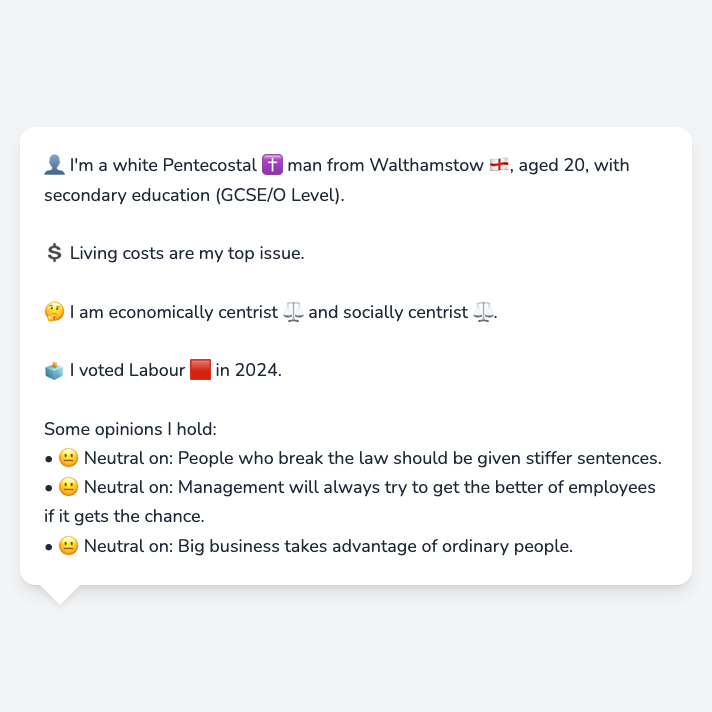 👤 I'm a white Pentecostal ✝️ man from Walthamstow 🏴󠁧󠁢󠁥󠁮󠁧󠁿, aged 20, with
secondary education (GCSE/O Level).
💲 Living costs are my top issue.
🤔 I am economically centrist ⚖️ and socially centrist ⚖️.
🗳️ I voted Labour 🟥 in 2024.
Some opinions I hold:
• 😐 Neutral on: People who break the law should be given stiffer sentences.
• 😐 Neutral on: Management will always try to get the better of employees
if it gets the chance.
• 😐 Neutral on: Big business takes advantage of ordinary people.